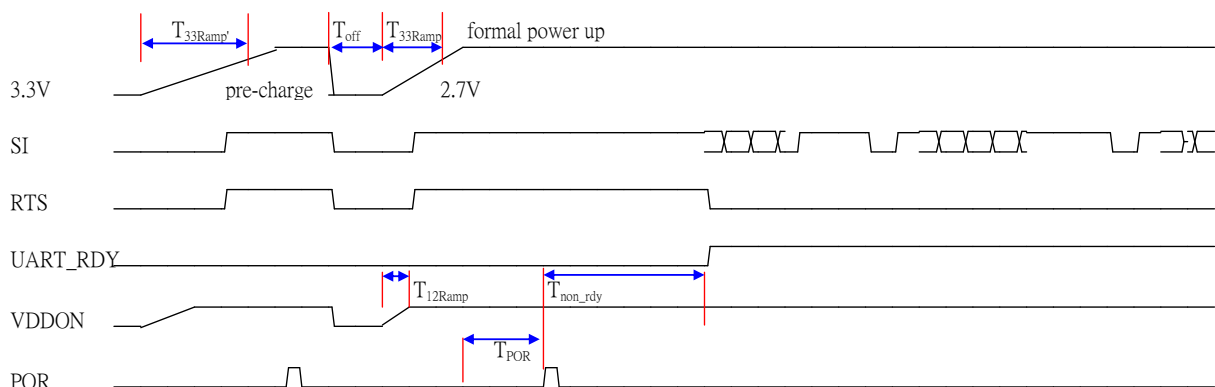 T33Ramp' Toff T33Ramp formal power up
3.3V pre-charge 2.7V
SI
RTS
UART_RDY
T12Ramp Tnon_rdy
VDDON
TPOR
POR